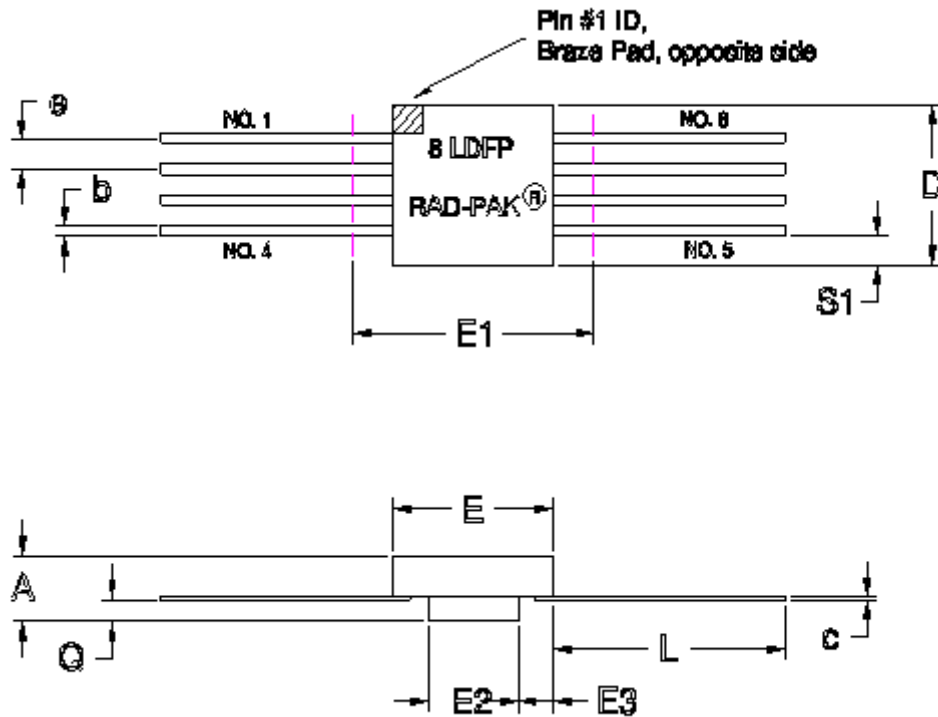 Pin #1 ID,
Braze Pad, opposite side
e
NO. 1
NO. 8
8 LDFP
D
b
RAD-PAK®
NO. 4
NO. 5
S1
E1
E
A
Q
L
c
E2
E3